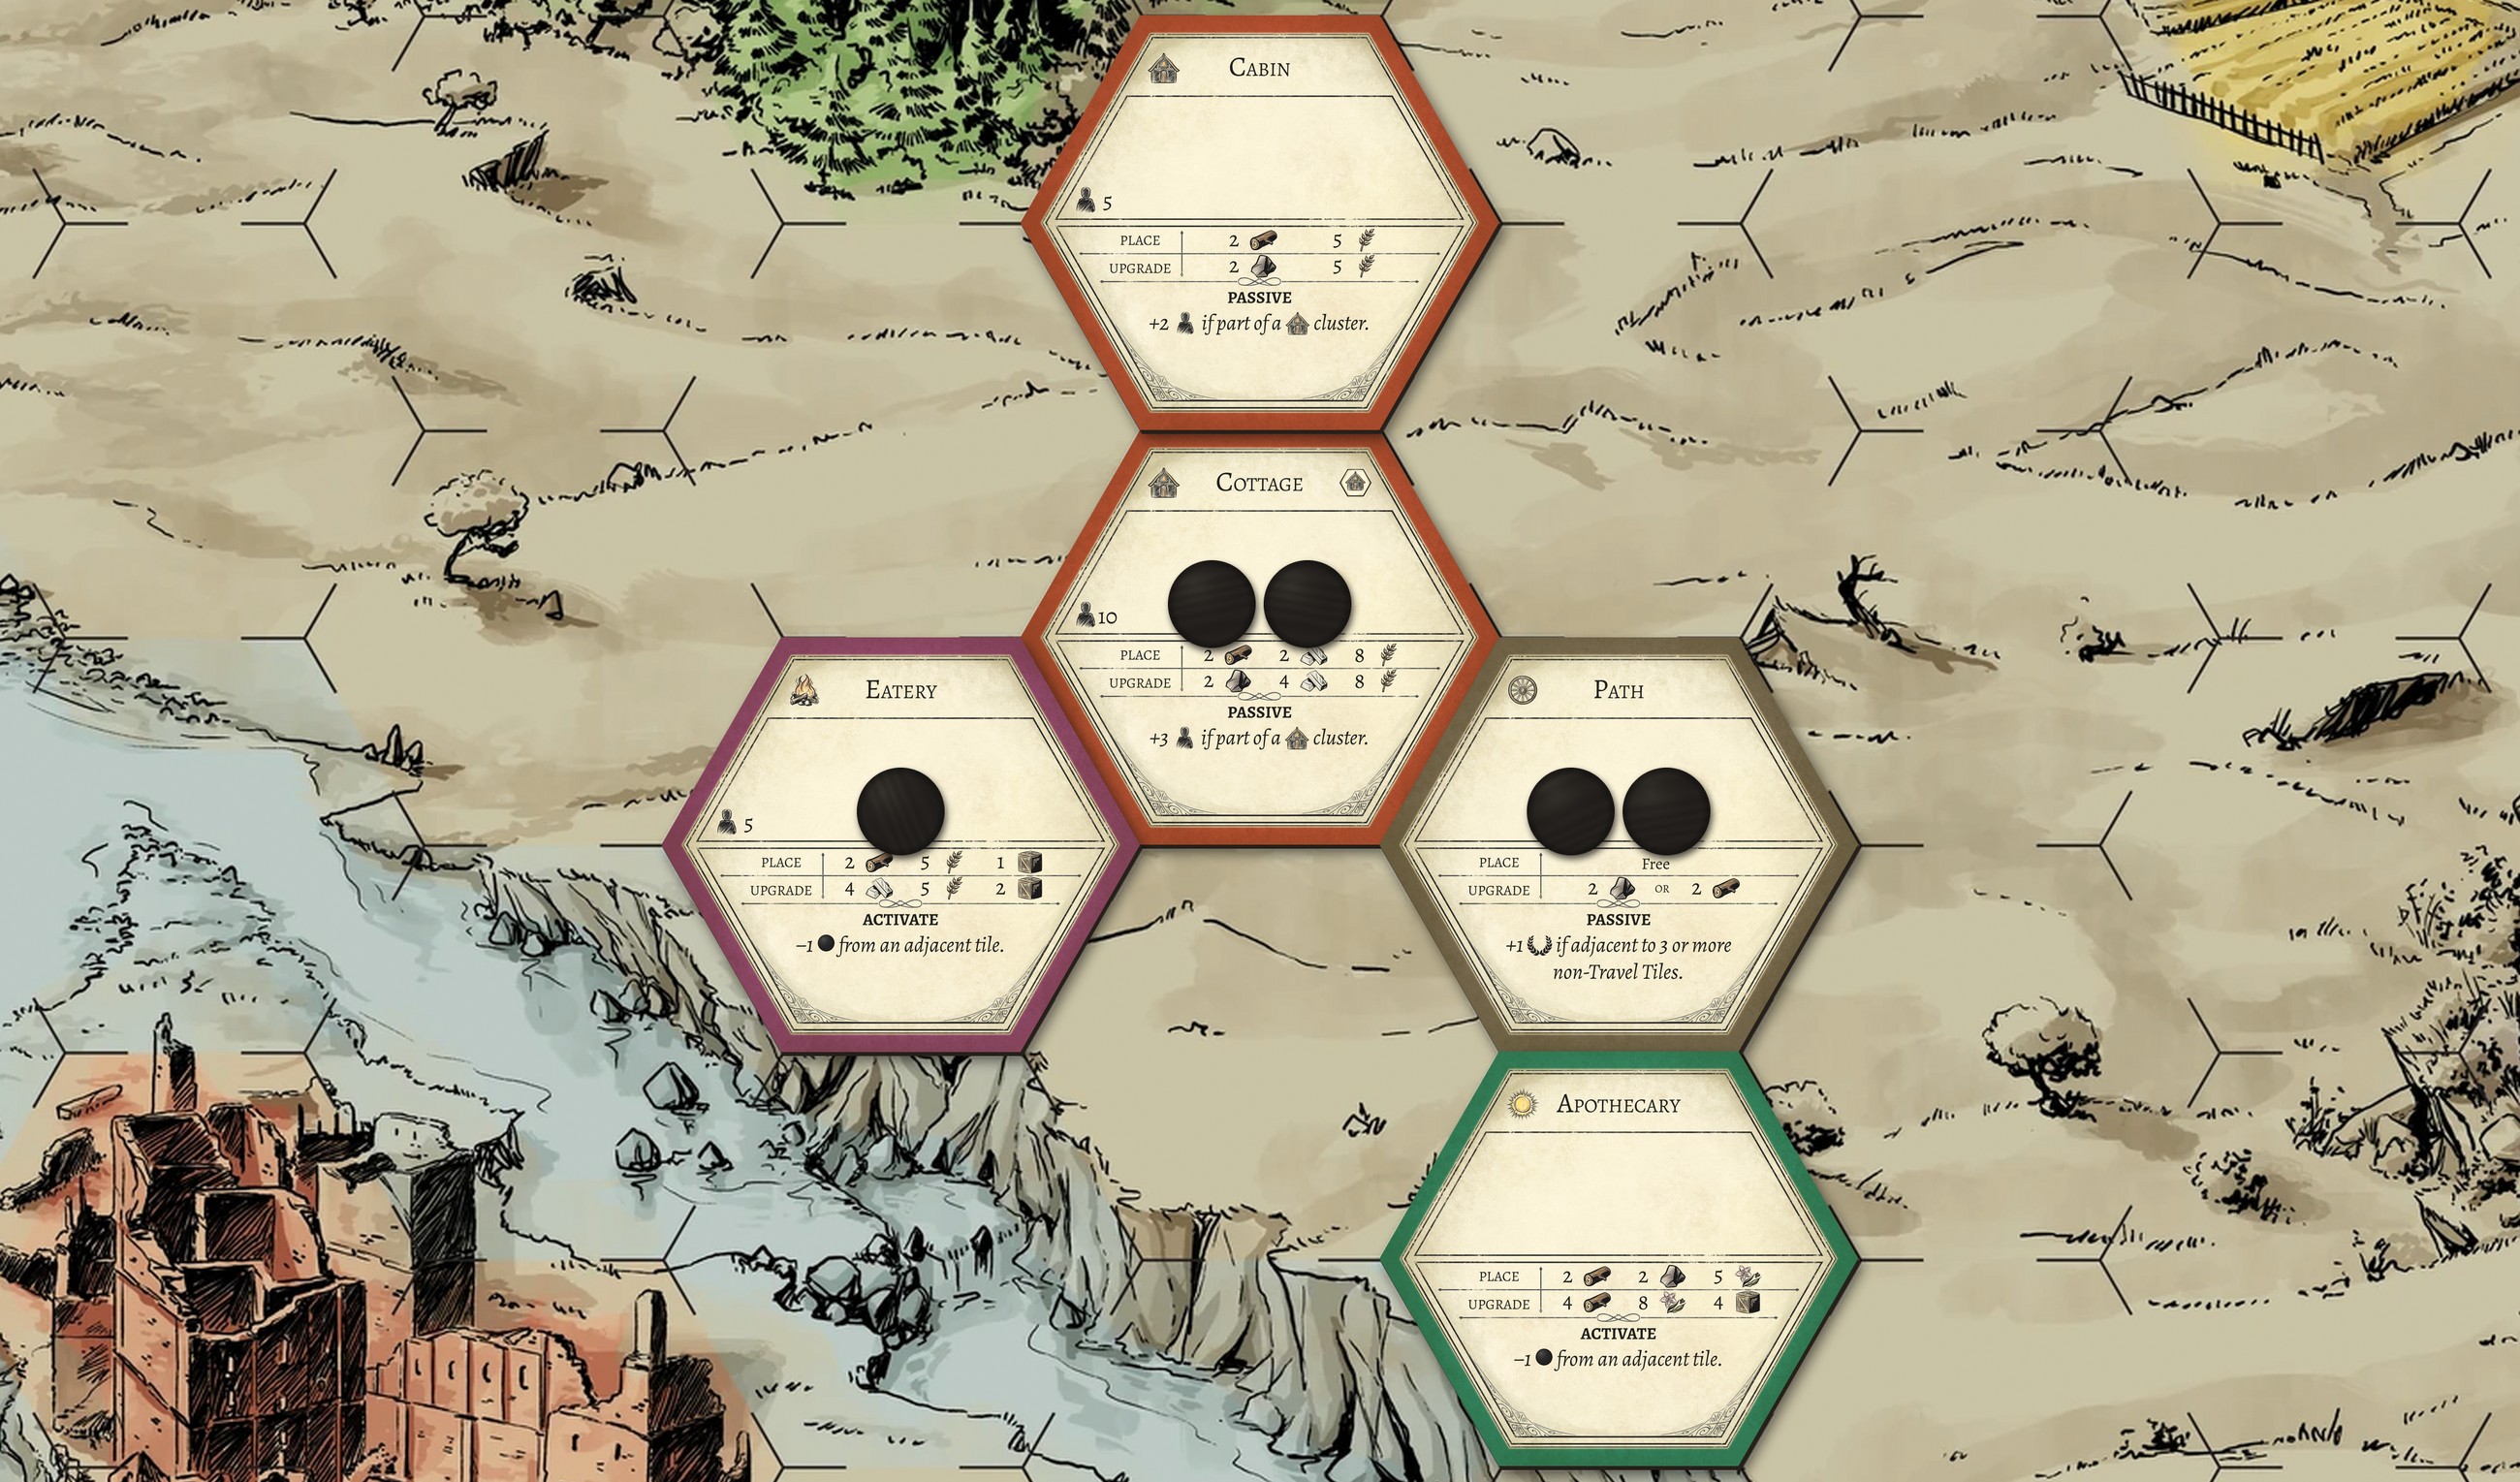 CABIN
5
PLACE 2 5
UPGRADE 2 5
PASSIVE
+2 if part of a cluster.
COTTAGE
10
PLACE 2 2 8
UPGRADE 2 4 8
PASSIVE
+3 if part of a cluster.
EATERY
5
PLACE 2 5 1
UPGRADE 4 5 2
ACTIVATE
−1 from an adjacent tile.
PATH
PLACE Free
UPGRADE 2 OR 2
PASSIVE
+1 if adjacent to 3 or more
non-Travel Tiles.
APOTHECARY
PLACE 2 2 5
UPGRADE 4 8 4
ACTIVATE
−1 from an adjacent tile.